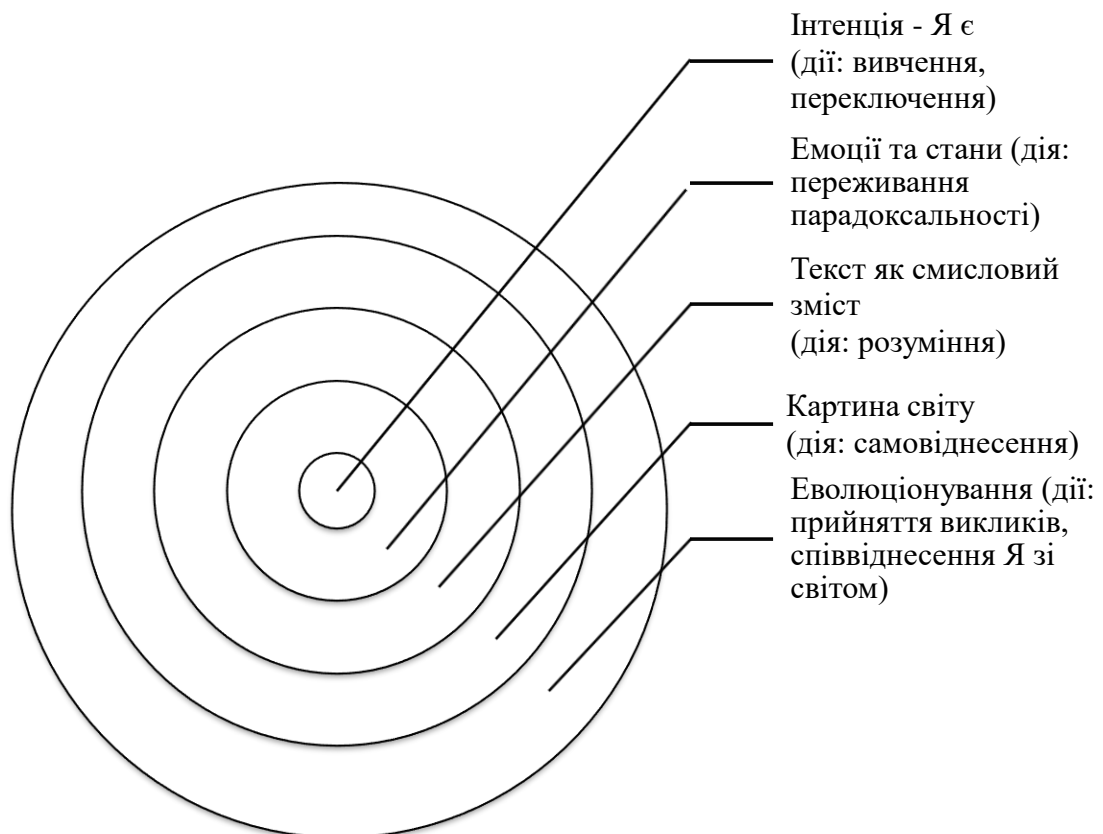 Інтенція - Я є
(дії: вивчення,
переключення)
Емоції та стани (дія:
переживання
парадоксальності)
Текст як смисловий
зміст
(дія: розуміння)
Картина світу
(дія: самовіднесення)
Еволюціонування (дії:
прийняття викликів,
співвіднесення Я зі
світом)